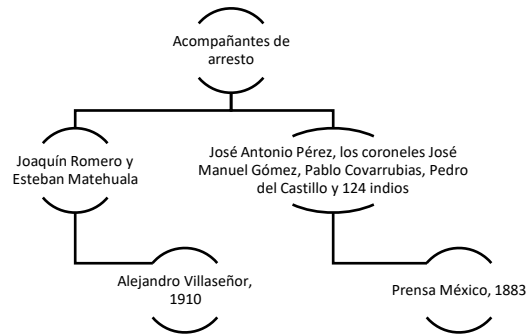 Acompañantes de
arresto
Joaquín Romero y
Esteban Matehuala
José Antonio Pérez, los coroneles José
Manuel Gómez, Pablo Covarrubias, Pedro
del Castillo y 124 indios
Alejandro Villaseñor,
1910
Prensa México, 1883